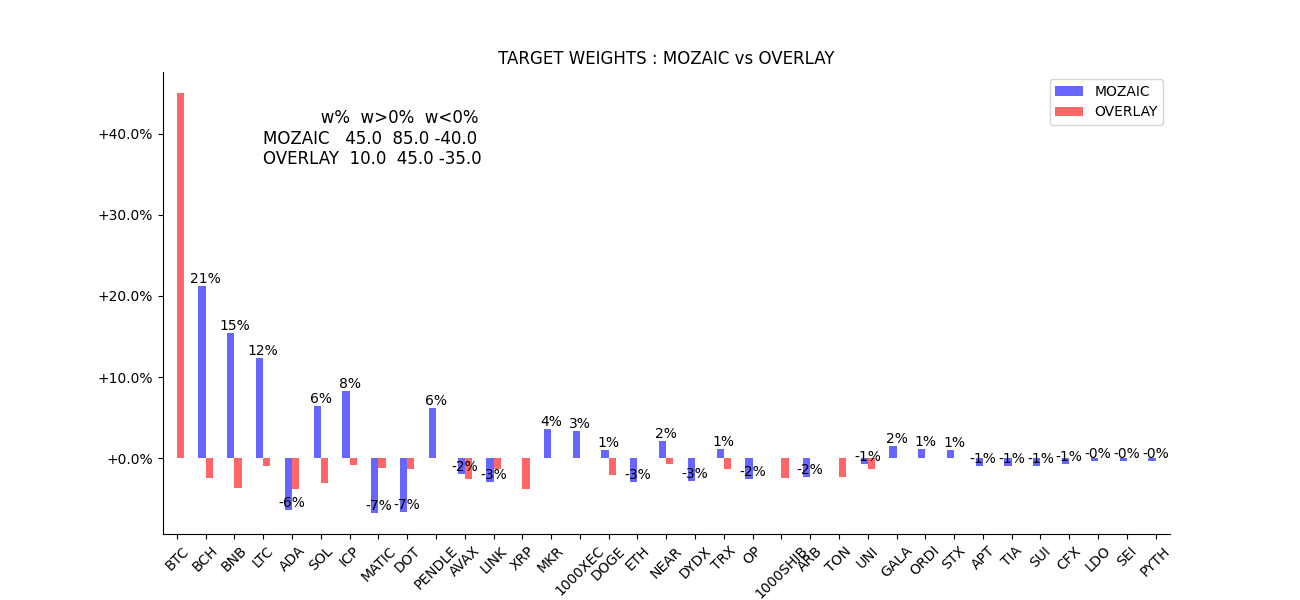 TARGET WEIGHTS : MOZAIC vs OVERLAY
MOZAIC
OVERLAY
w% w>0% w<0%
MOZAIC 45.0 85.0 -40.0
OVERLAY 10.0 45.0 -35.0
+40.0%
+30.0%
+20.0%
+10.0%
+0.0%
21%
15%
12%
-6%
6%
8%
-7%
-7%
6%
-2%
-3%
4%
3%
1%
-3%
2%
-3%
1%
-2%
-2%
-1%
2%
1%
1%
-1%
-1%
-1%
-1%
-0%
-0%
-0%
BTC
BCH
BNB
LTC
ADA
SOL
ICP
MATIC
DOT
PENDLE
AVAX
LINK
XRP
MKR
1000XEC
DOGE
ETH
NEAR
DYDX
TRX
OP
1000SHIB
ARB
TON
UNI
GALA
ORDI
STX
APT
TIA
SUI
CFX
LDO
SEI
PYTH